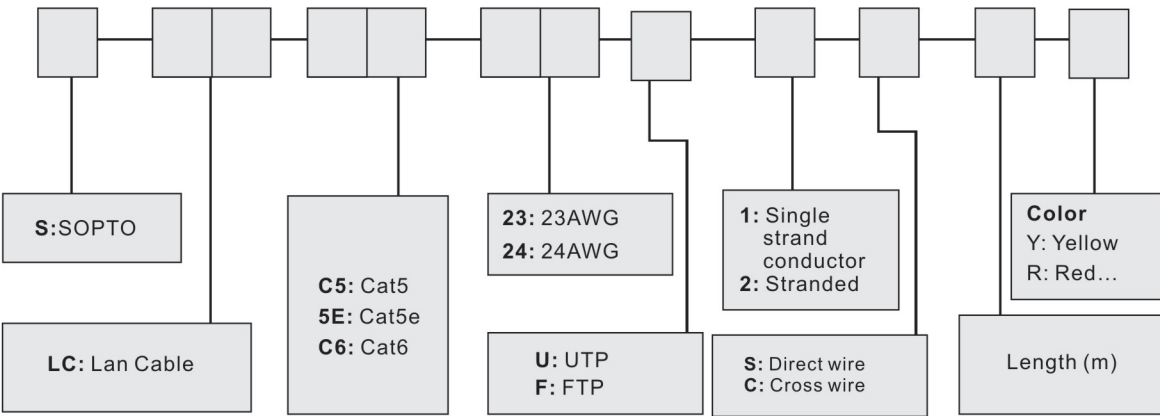 S:SOPTO
LC: Lan Cable
C5: Cat5
5E: Cat5e
C6: Cat6
23: 23AWG
24: 24AWG
U: UTP
F: FTP
1: Single
strand
conductor
2: Stranded
S: Direct wire
C: Cross wire
Length (m)
Color
Y: Yellow
R: Red...